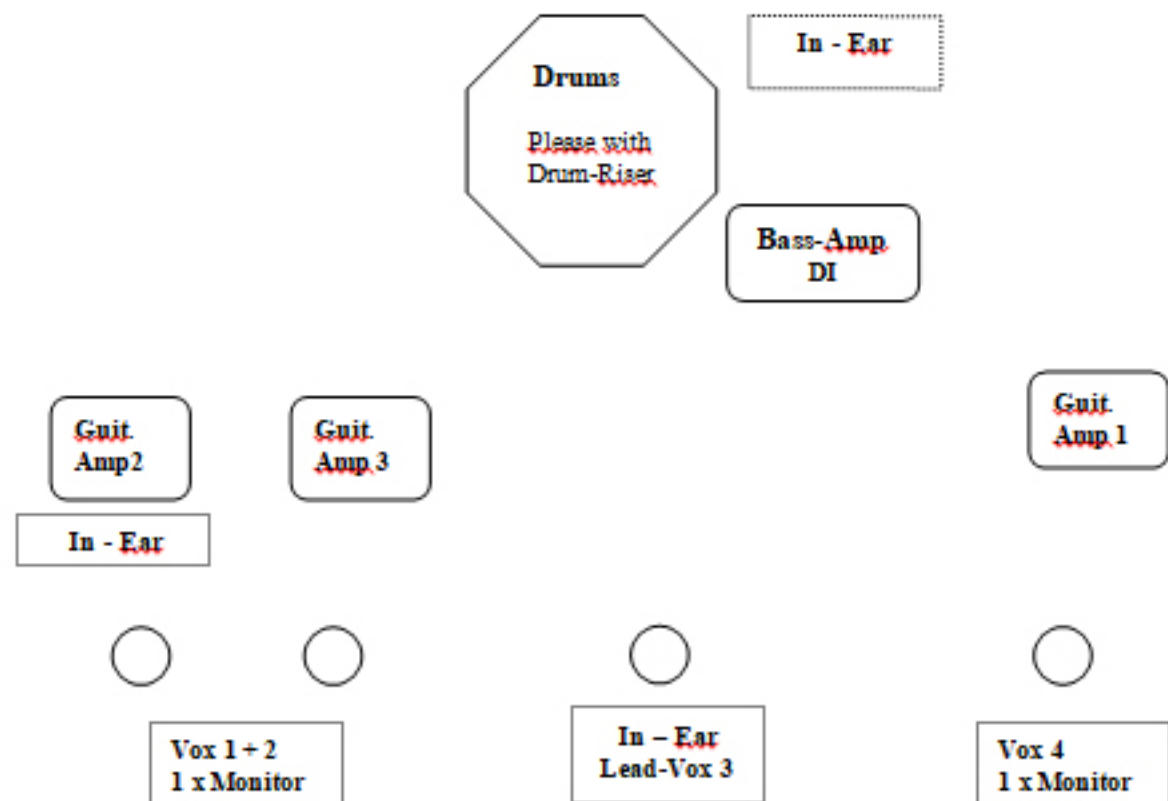 Drums
Please with
Drum-Riser
In - Ear
Bass-Amp
DI
Guit.
Amp2
Guit.
Amp 3
Guit.
Amp 1
In - Ear
Vox 1 + 2
1 x Monitor
In – Ear
Lead-Vox 3
Vox 4
1 x Monitor